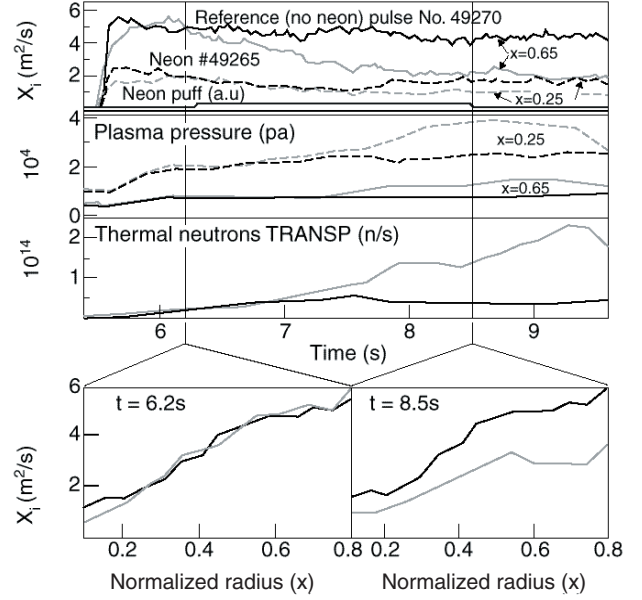 Reference (no neon) pulse No. 49270
6
4
2
Xi (m²/s)
x=0.65
Neon #49265
Neon puff (a.u)
x=0.25
Plasma pressure (pa)
4
2
0
10⁴
x=0.25
x=0.65
Thermal neutrons TRANSP (n/s)
2
1
10¹⁴
6 7 8 9
Time (s)
6
4
2
Xi (m²/s)
t = 6.2s
t = 8.5s
0.2 0.4 0.6 0.8 0.2 0.4 0.6 0.8
Normalized radius (x) Normalized radius (x)